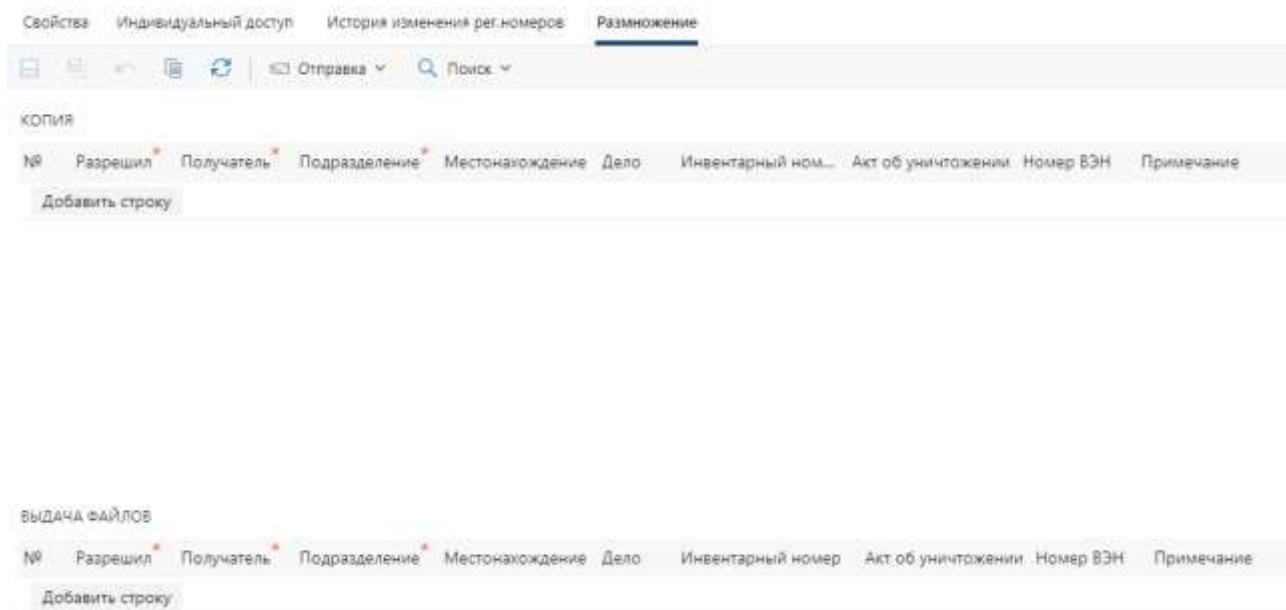 Свойства Индивидуальный доступ История изменения рег.номеров Размножение
Отправка Поиск
КОПИЯ
№ Разрешил* Получатель* Подразделение* Местонахождение Дело Инвентарный ном... Акт об уничтожении Номер ВЭН Примечание
Добавить строку
ВЫДАЧА ФАЙЛОВ
№ Разрешил* Получатель* Подразделение* Местонахождение Дело Инвентарный номер Акт об уничтожении Номер ВЭН Примечание
Добавить строку